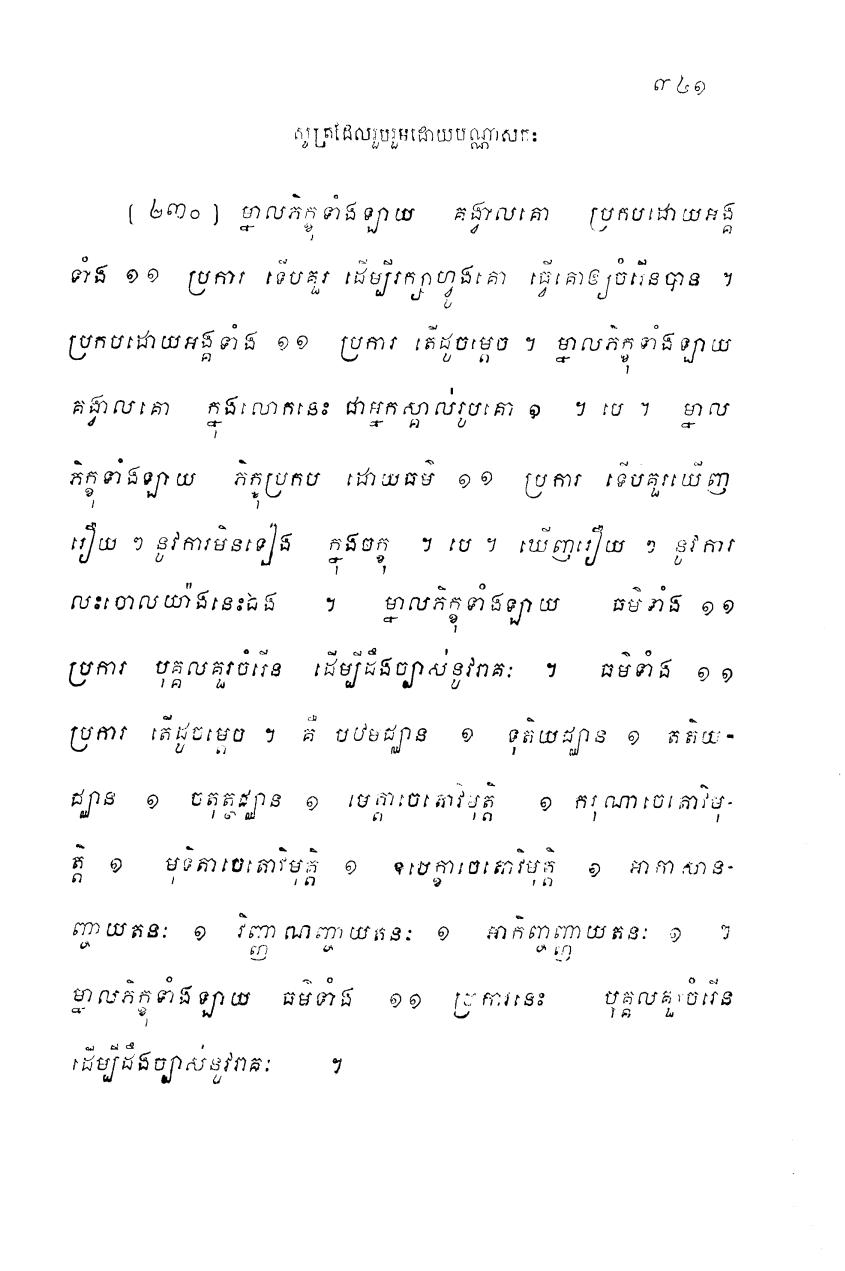 ៣៤១
សូត្រដែលរួបរួមដោយបណ្ណាសកៈ
[ ២៣០ ] ម្នាលភិក្ខុទាំងឡាយ គង្វាលគោ ប្រកបដោយអង្គ
ទាំង ១១ ប្រការ ទើបគួរ ដើម្បីរក្សាហ្វូងគោ ធ្វើគោឲ្យចំរើនបាន ។
ប្រកបដោយអង្គទាំង ១១ ប្រការ តើដូចម្តេច ។ ម្នាលភិក្ខុទាំងឡាយ
គង្វាលគោ ក្នុងលោកនេះ ជាអ្នកស្គាល់រូបគោ ១ ។ បេ ។ ម្នាល
ភិក្ខុទាំងឡាយ ភិក្ខុប្រកប ដោយធម៌ ១១ ប្រការ ទើបគួរឃើញ
រឿយ ៗ នូវការមិនទៀង ក្នុងចក្ខុ ។ បេ ។ ឃើញរឿយ ៗ នូវការ
លះបោលយ៉ាងនេះឯង ។ ម្នាលភិក្ខុទាំងឡាយ ធម៌ទាំង ១១
ប្រការ បុគ្គលគួរចំរើន ដើម្បីដឹងច្បាស់នូវរាគៈ ។ ធម៌ទាំង ១១
ប្រការ តើដូចម្តេច ។ គឺ បឋមជ្ឈាន ១ ទុតិយជ្ឈាន ១ តតិយ-
ជ្ឈាន ១ ចតុត្ថជ្ឈាន ១ មេត្តាចេតោវិមុត្តិ ១ ករុណាចេតោវិមុ-
ត្តិ ១ មុទិតាចេតោវិមុត្តិ ១ ឧបេក្ខាចេតោវិមុត្តិ ១ អាកាសាន-
ញ្ចាយតនៈ ១ វិញ្ញាណញ្ចាយតនៈ ១ អាកិញ្ចញ្ញាយតនៈ ១ ។
ម្នាលភិក្ខុទាំងឡាយ ធម៌ទាំង ១១ ប្រការនេះ បុគ្គលគួរចំរើន
ដើម្បីដឹងច្បាស់នូវរាគៈ ។